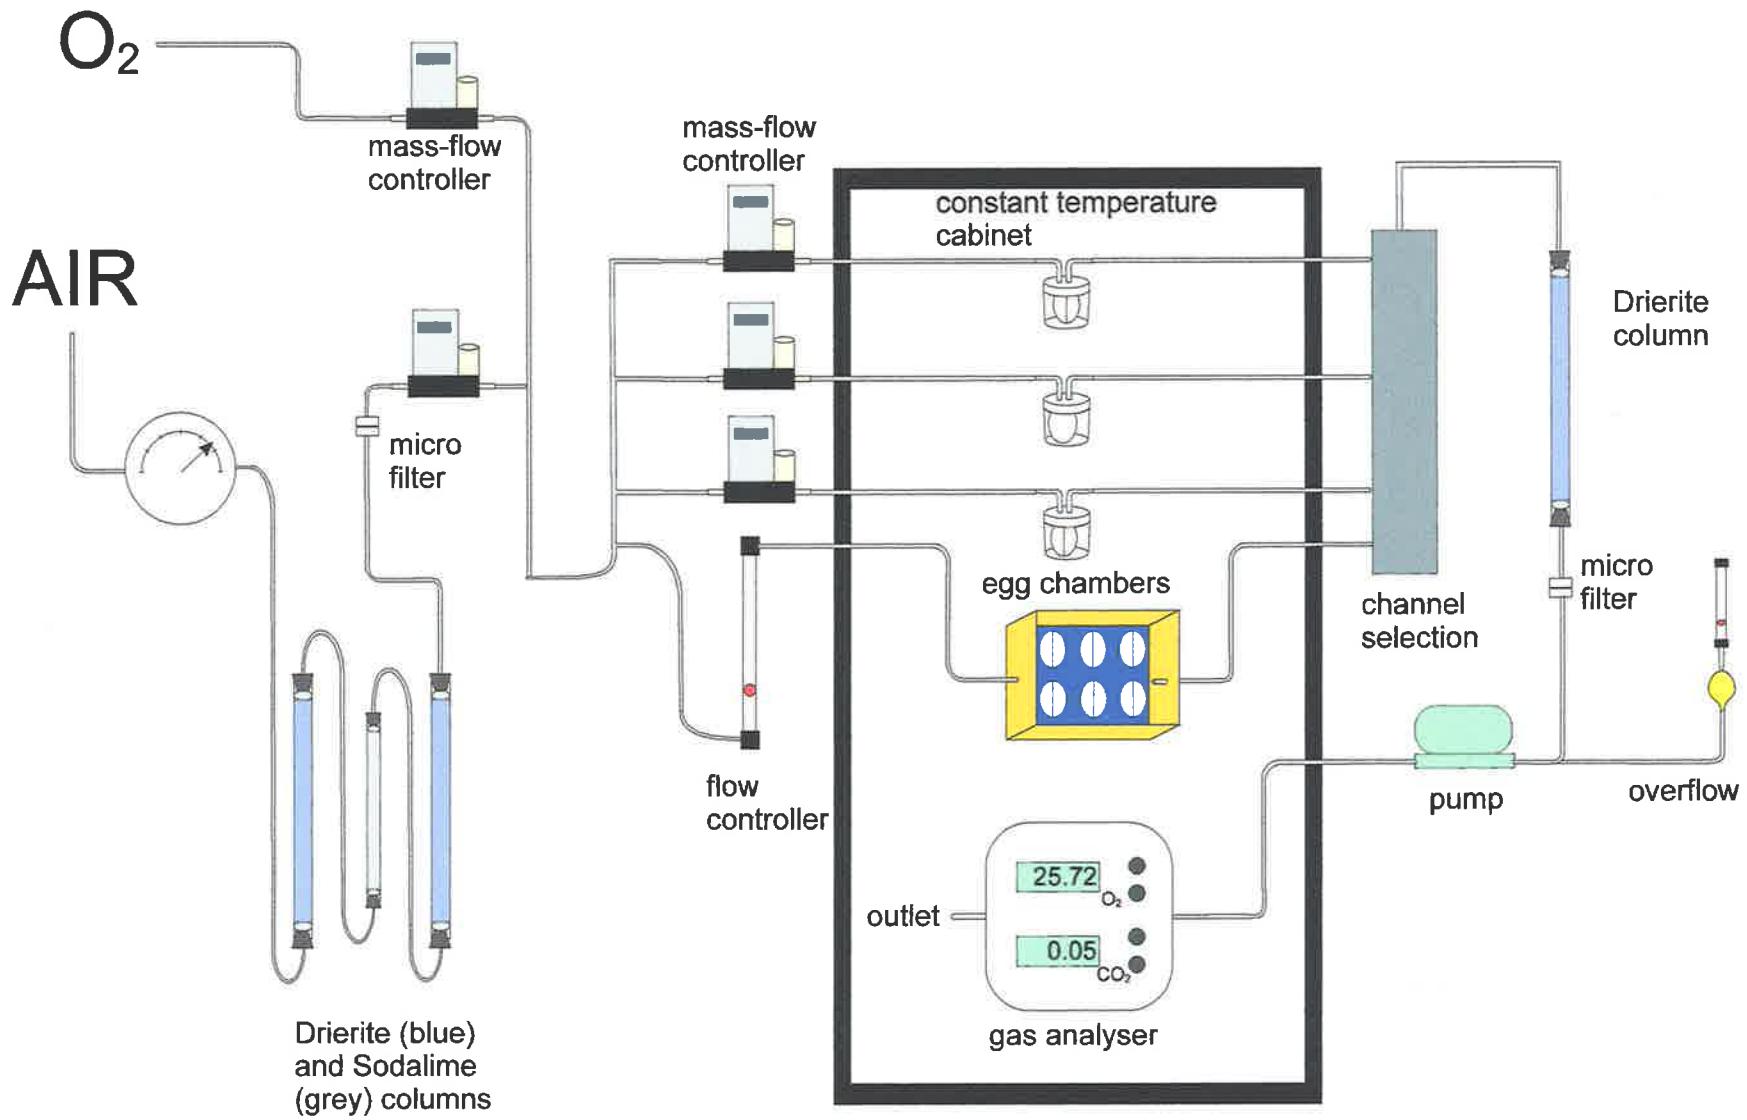 O₂
mass-flow
controller
mass-flow
controller
constant temperature
cabinet
AIR
Drierite
column
micro
filter
egg chambers
micro
filter
channel
selection
flow
controller
pump
overflow
25.72
O₂
outlet
0.05
CO₂
gas analyser
Drierite (blue)
and Sodalime
(grey) columns